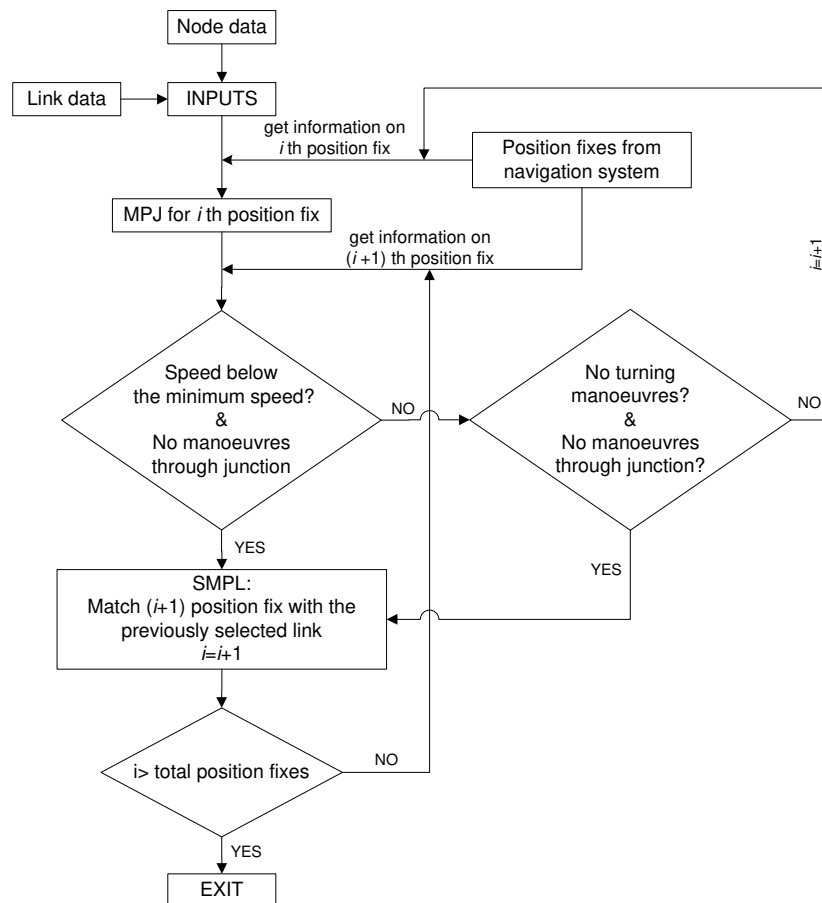 Node data
Link data
INPUTS
get information on
i th position fix
Position fixes from
navigation system
MPJ for i th position fix
get information on
(i +1) th position fix
i=i+1
Speed below
the minimum speed?
&
No manoeuvres
through junction
NO
No turning
manoeuvres?
&
No manoeuvres
through junction?
NO
YES
YES
SMPL:
Match (i+1) position fix with the
previously selected link
i=i+1
i> total position fixes
NO
YES
EXIT